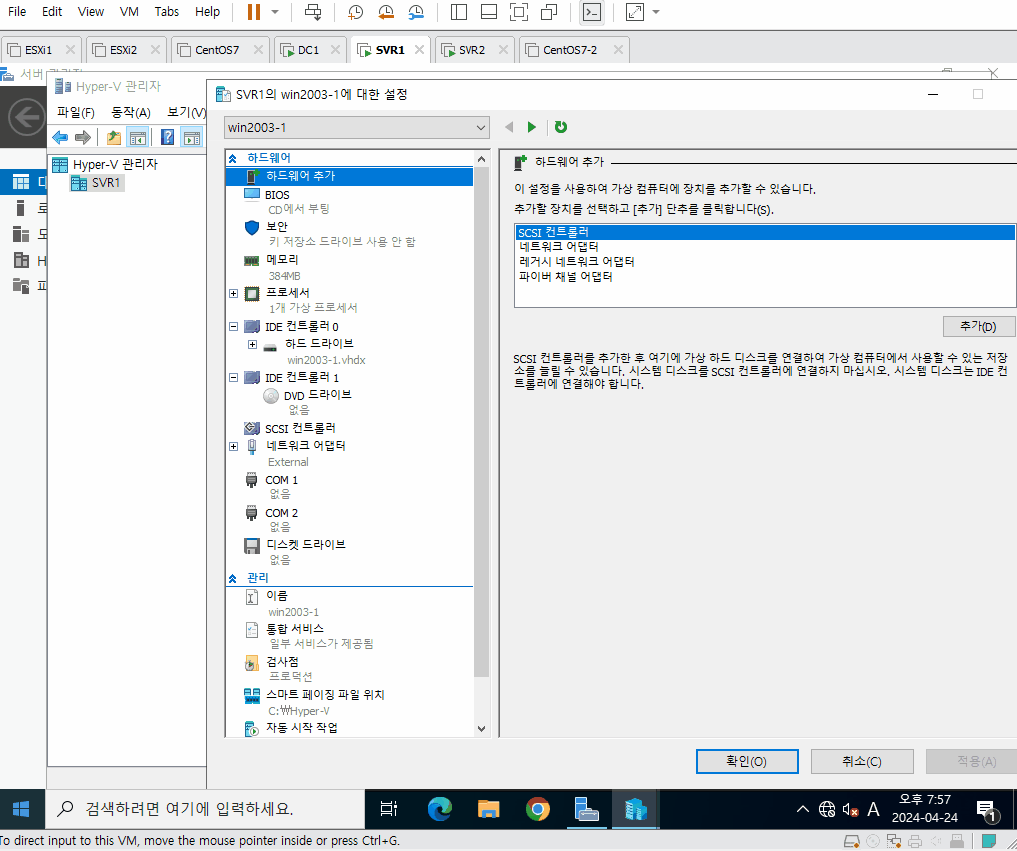 File Edit View VM Tabs Help
ESXi1 ESXi2 CentOS7 DC1 SVR1 SVR2 CentOS7-2
서버
Hyper-V 관리자
파일(F) 동작(A) 보기(V)
Hyper-V 관리자
SVR1
SVR1의 win2003-1에 대한 설정
win2003-1
하드웨어
하드웨어 추가
BIOS
CD에서 부팅
보안
키 저장소 드라이브 사용 안 함
메모리
384MB
프로세서
1개 가상 프로세서
IDE 컨트롤러 0
하드 드라이브
win2003-1.vhdx
IDE 컨트롤러 1
DVD 드라이브
없음
SCSI 컨트롤러
네트워크 어댑터
External
COM 1
없음
COM 2
없음
디스켓 드라이브
없음
관리
이름
win2003-1
통합 서비스
일부 서비스가 제공됨
검사점
프로덕션
스마트 페이징 파일 위치
C:₩Hyper-V
자동 시작 작업
하드웨어 추가
이 설정을 사용하여 가상 컴퓨터에 장치를 추가할 수 있습니다.
추가할 장치를 선택하고 [추가] 단추를 클릭합니다(S).
SCSI 컨트롤러
네트워크 어댑터
레거시 네트워크 어댑터
파이버 채널 어댑터
추가(D)
SCSI 컨트롤러를 추가한 후 여기에 가상 하드 디스크를 연결하여 가상 컴퓨터에서 사용할 수 있는 저장
소를 늘릴 수 있습니다. 시스템 디스크를 SCSI 컨트롤러에 연결하지 마십시오. 시스템 디스크는 IDE 컨
트롤러에 연결해야 합니다.
확인(O) 취소(C) 적용(A)
검색하려면 여기에 입력하세요.
A
오후 7:57
2024-04-24
1
To direct input to this VM, move the mouse pointer inside or press Ctrl+G.